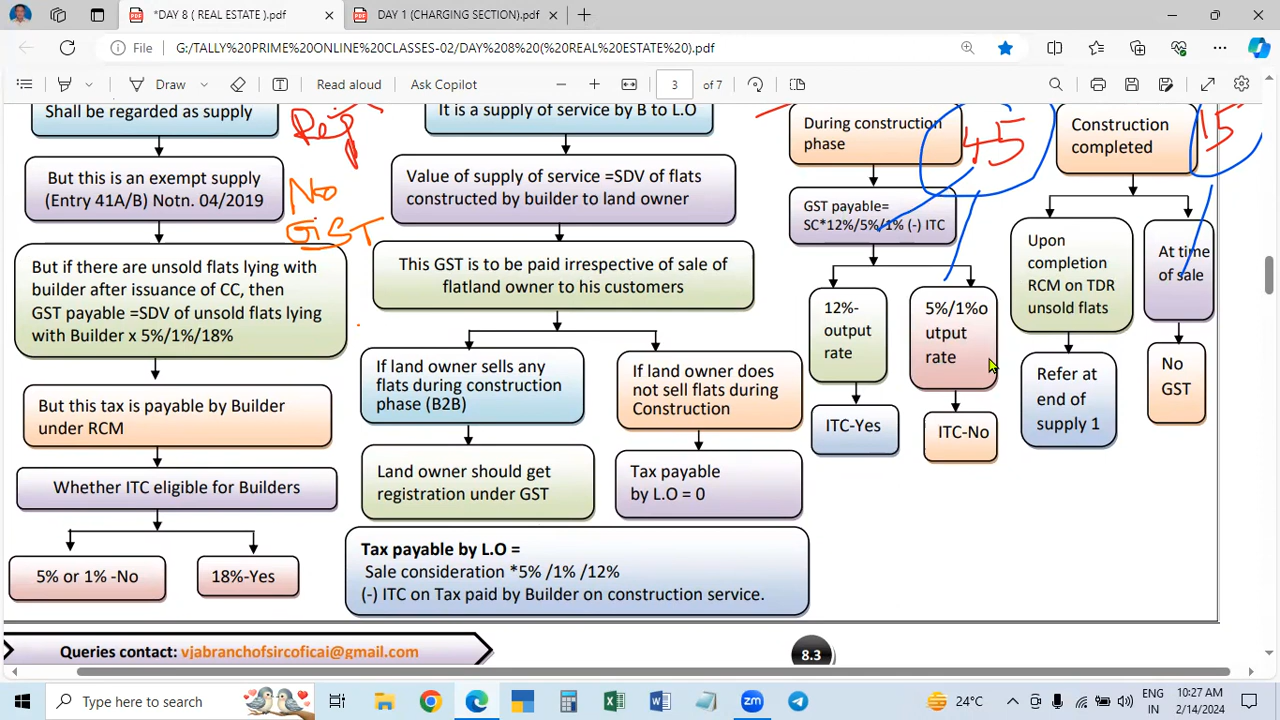 *DAY 8 ( REAL ESTATE ).pdf
DAY 1 (CHARGING SECTION).pdf
File
G:/TALLY%20PRIME%20ONLINE%20CLASSES-02/DAY%208%20(%20REAL%20ESTATE%20).pdf
Draw
Read aloud
Ask Copilot
3
of 7
Shall be regarded as supply
Reg
But this is an exempt supply
(Entry 41A/B) Notn. 04/2019
No
GST
But if there are unsold flats lying with
builder after issuance of CC, then
GST payable =SDV of unsold flats lying
with Builder x 5%/1%/18%
But this tax is payable by Builder
under RCM
Whether ITC eligible for Builders
5% or 1% -No
18%-Yes
It is a supply of service by B to L.O
Value of supply of service =SDV of flats
constructed by builder to land owner
This GST is to be paid irrespective of sale of
flatland owner to his customers
If land owner sells any
flats during construction
phase (B2B)
If land owner does
not sell flats during
Construction
Land owner should get
registration under GST
Tax payable
by L.O = 0
Tax payable by L.O =
Sale consideration *5% /1% /12%
(-) ITC on Tax paid by Builder on construction service.
During construction
phase
45
GST payable=
SC*12%/5%/1% (-) ITC
12%-
output
rate
5%/1%o
utput
rate
ITC-Yes
ITC-No
Construction
completed
15
Upon
completion
RCM on TDR
unsold flats
At time
of sale
Refer at
end of
supply 1
No
GST
Queries contact: vjabranchofsircoficai@gmail.com
8.3
Type here to search
24°C
ENG
IN
10:27 AM
2/14/2024